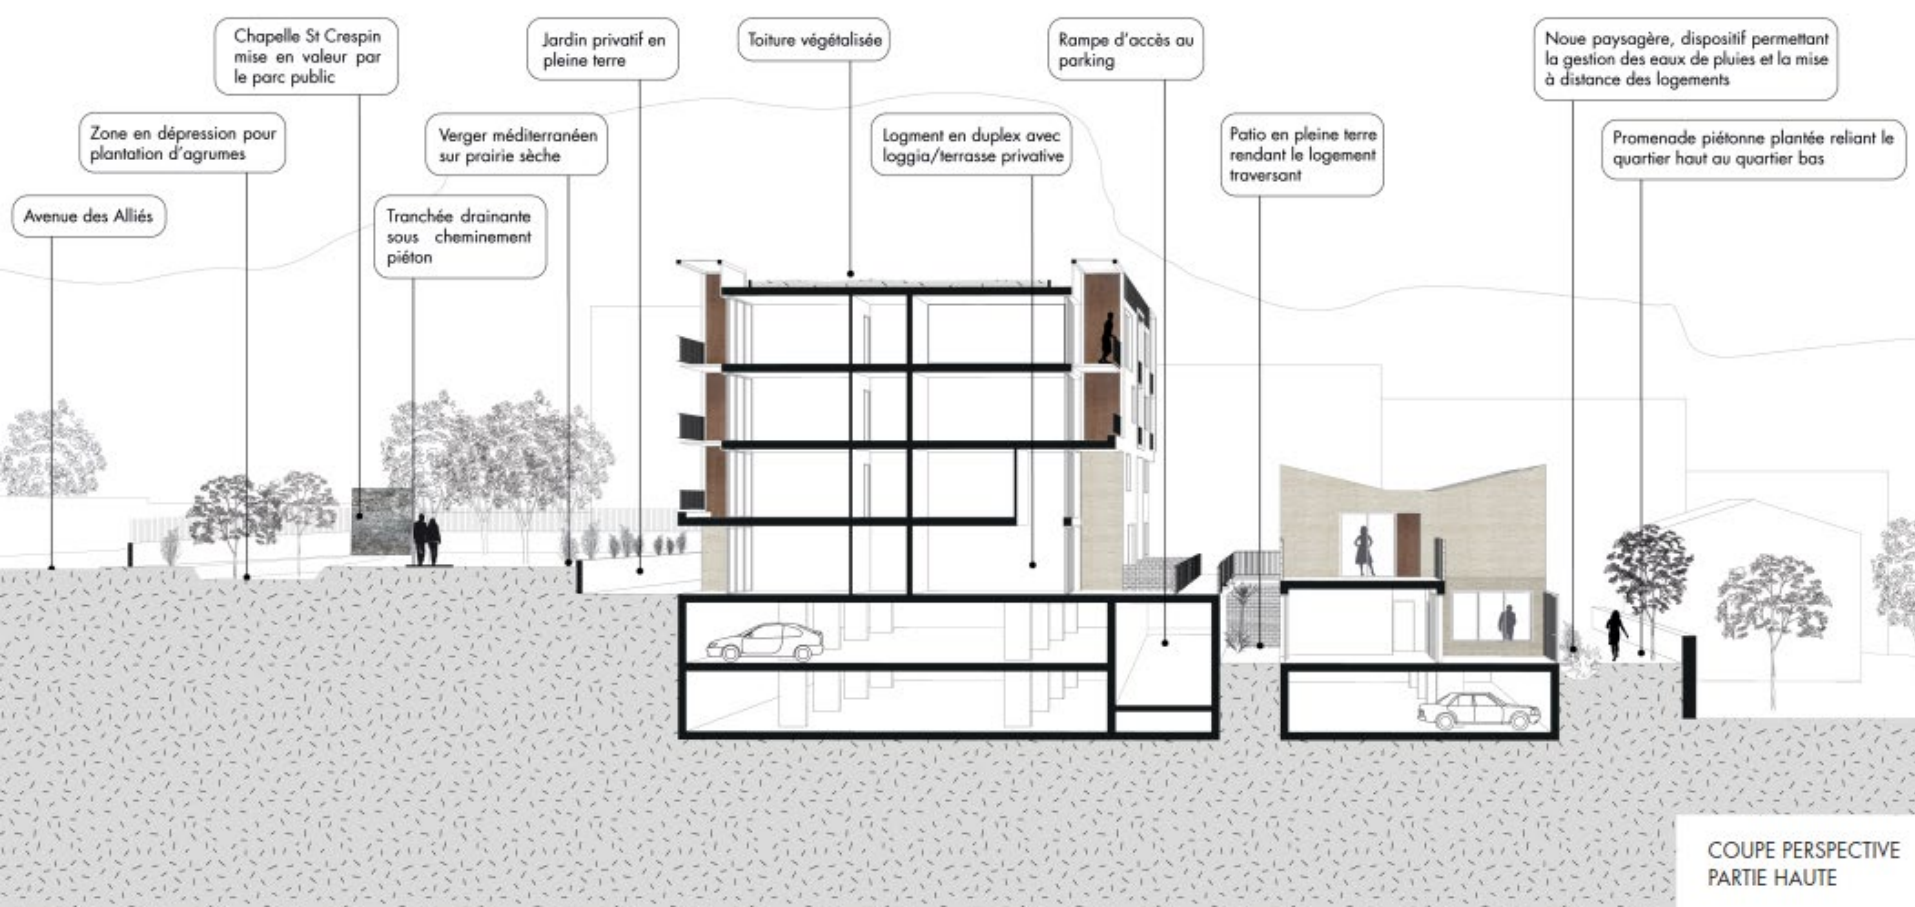 Chapelle St Crespin
mise en valeur par
le parc public
Jardin privatif en
pleine terre
Toiture végétalisée
Rampe d'accès au
parking
Noue paysagère, dispositif permettant
la gestion des eaux de pluies et la mise
à distance des logements
Zone en dépression pour
plantation d'agrumes
Verger méditerranéen
sur prairie sèche
Logment en duplex avec
loggia/terrasse privative
Patio en pleine terre
rendant le logement
traversant
Promenade piétonne plantée reliant le
quartier haut au quartier bas
Avenue des Alliés
Tranchée drainante
sous cheminement
piéton
COUPE PERSPECTIVE
PARTIE HAUTE